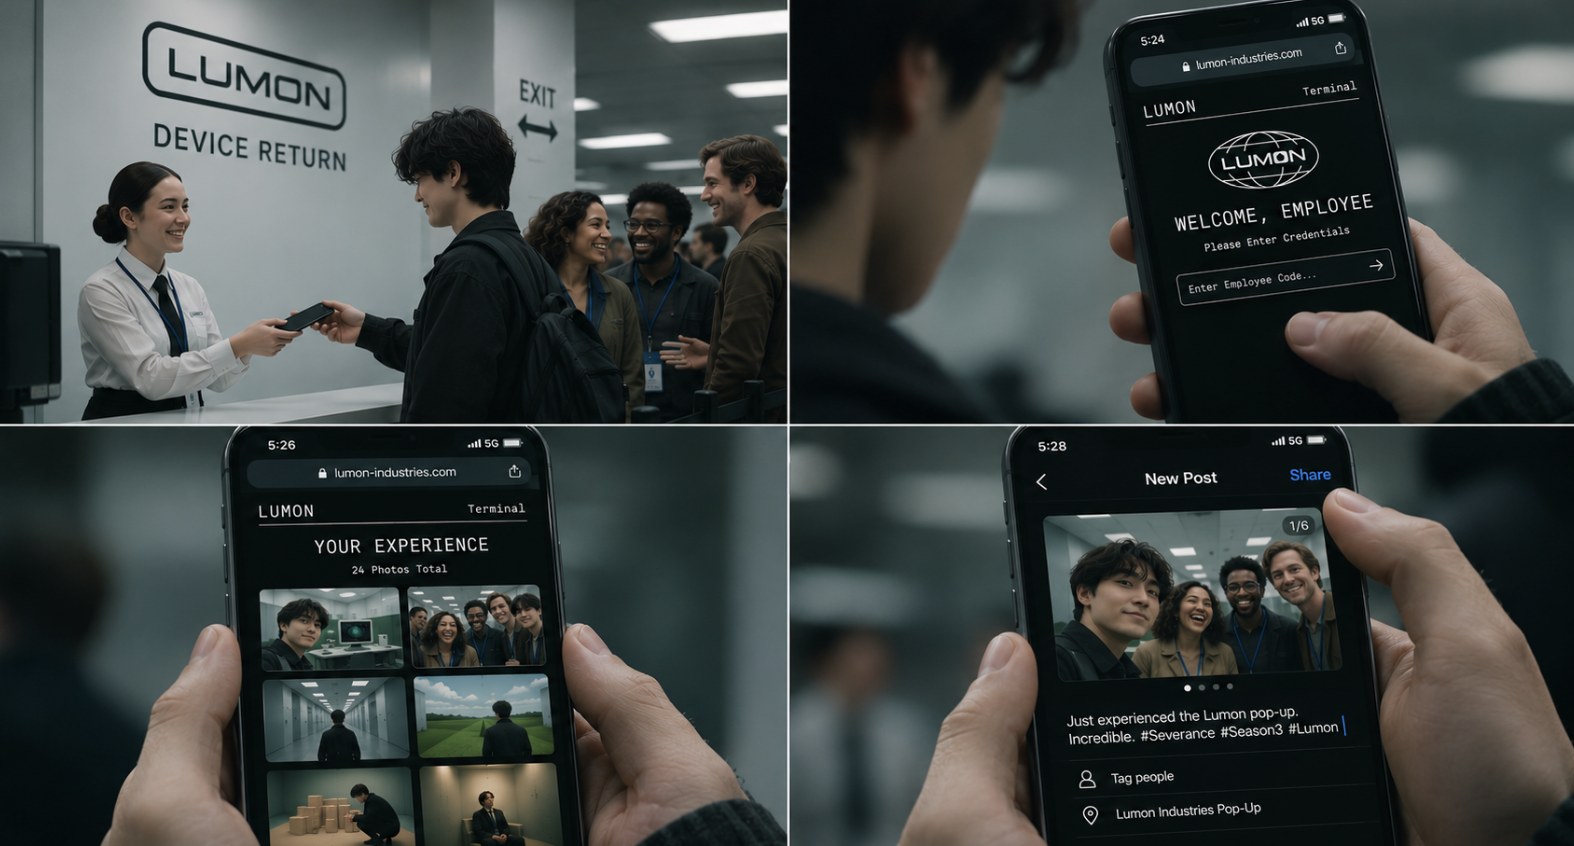 LUMON
DEVICE RETURN
EXIT
5:24
5G
lumon-industries.com
LUMON
Terminal
LUMON
WELCOME, EMPLOYEE
Please Enter Credentials
Enter Employee Code...
5:26
5G
lumon-industries.com
LUMON
Terminal
YOUR EXPERIENCE
24 Photos Total
5:28
5G
New Post
Share
1/6
Just experienced the Lumon pop-up.
Incredible. #Severance #Season3 #Lumon
Tag people
Lumon Industries Pop-Up